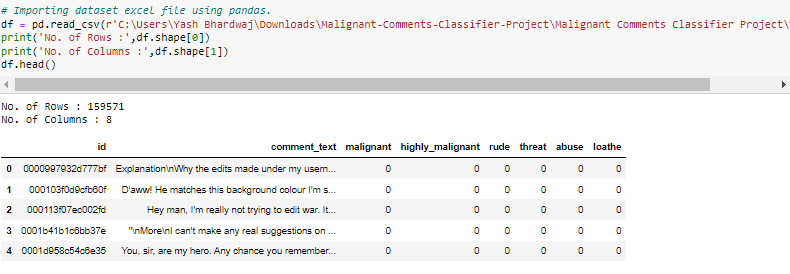 # Importing dataset excel file using pandas.
df = pd.read_csv(r'C:\Users\Yash Bhardwaj\Downloads\Malignant-Comments-Classifier-Project\Malignant Comments Classifier Project\
print('No. of Rows :',df.shape[0])
print('No. of Columns :',df.shape[1])
df.head()
No. of Rows : 159571
No. of Columns : 8
id comment_text malignant highly_malignant rude threat abuse loathe
0 0000997932d777bf Explanation\nWhy the edits made under my usern... 0 0 0 0 0 0
1 000103f0d9cfb60f D'aww! He matches this background colour I'm s... 0 0 0 0 0 0
2 000113f07ec002fd Hey man, I'm really not trying to edit war. It... 0 0 0 0 0 0
3 0001b41b1c6bb37e "\nMore\nI can't make any real suggestions on ... 0 0 0 0 0 0
4 0001d958c54c6e35 You, sir, are my hero. Any chance you remember... 0 0 0 0 0 0